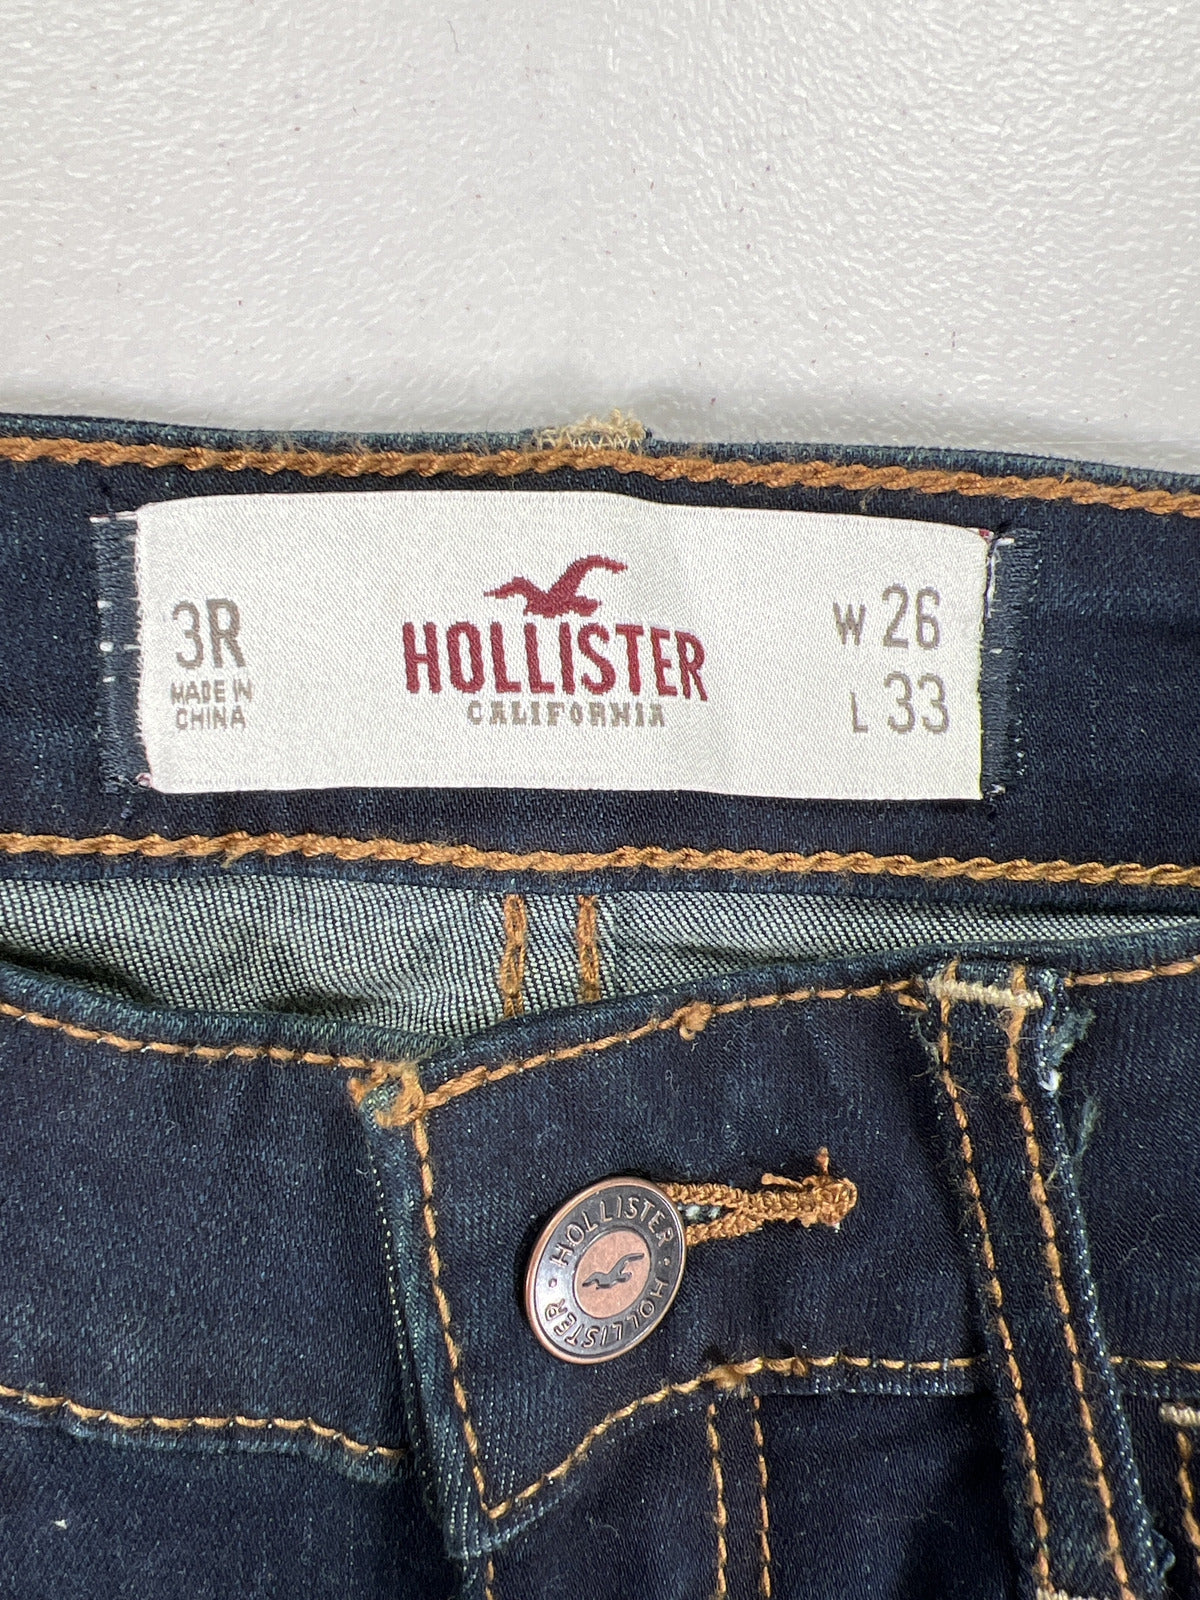 3R
MADE IN
CHINA
HOLLISTER
CALIFORNIA
W 26
L 33
HOLLISTER · HOLLISTER ·